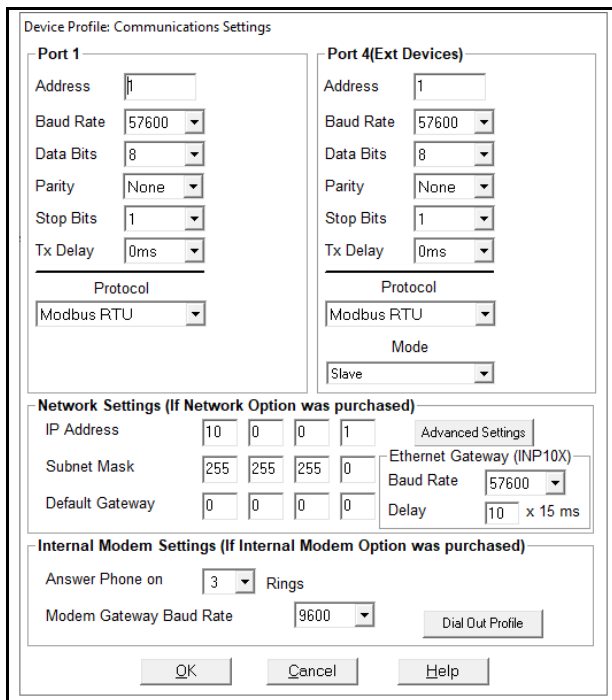 Device Profile: Communications Settings
Port 1
Address 1
Baud Rate 57600
Data Bits 8
Parity None
Stop Bits 1
Tx Delay 0ms
Protocol
Modbus RTU
Port 4(Ext Devices)
Address 1
Baud Rate 57600
Data Bits 8
Parity None
Stop Bits 1
Tx Delay 0ms
Protocol
Modbus RTU
Mode
Slave
Network Settings (If Network Option was purchased)
IP Address 10 0 0 1
Subnet Mask 255 255 255 0
Default Gateway 0 0 0 0
Advanced Settings
Ethernet Gateway (INP10X)
Baud Rate 57600
Delay 10 x 15 ms
Internal Modem Settings (If Internal Modem Option was purchased)
Answer Phone on 3 Rings
Modem Gateway Baud Rate 9600
Dial Out Profile
OK Cancel Help